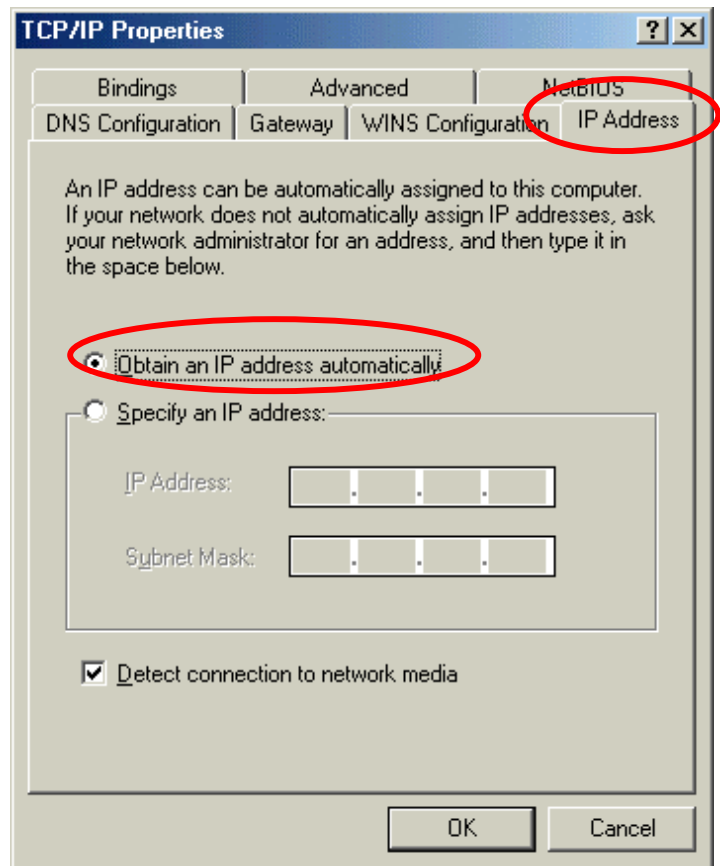 TCP/IP Properties
Bindings Advanced NetBIOS
DNS Configuration Gateway WINS Configuration IP Address
An IP address can be automatically assigned to this computer.
If your network does not automatically assign IP addresses, ask
your network administrator for an address, and then type it in
the space below.
Obtain an IP address automatically
Specify an IP address:
IP Address:
Subnet Mask:
Detect connection to network media
OK Cancel